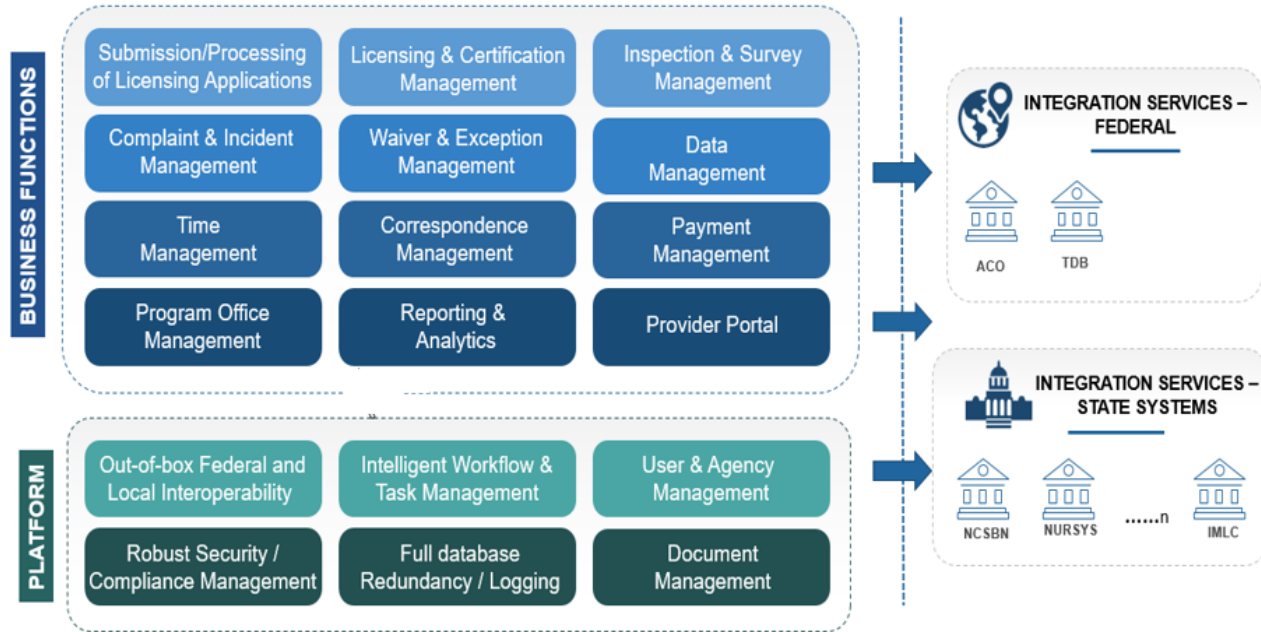 BUSINESS FUNCTIONS
Submission/Processing
of Licensing Applications
Licensing & Certification
Management
Inspection & Survey
Management
Complaint & Incident
Management
Waiver & Exception
Management
Data
Management
Time
Management
Correspondence
Management
Payment
Management
Program Office
Management
Reporting &
Analytics
Provider Portal
PLATFORM
Out-of-box Federal and
Local Interoperability
Intelligent Workflow &
Task Management
User & Agency
Management
Robust Security /
Compliance Management
Full database
Redundancy / Logging
Document
Management
INTEGRATION SERVICES –
FEDERAL
ACO
TDB
INTEGRATION SERVICES –
STATE SYSTEMS
NCSBN
NURSYS
......n
IMLC